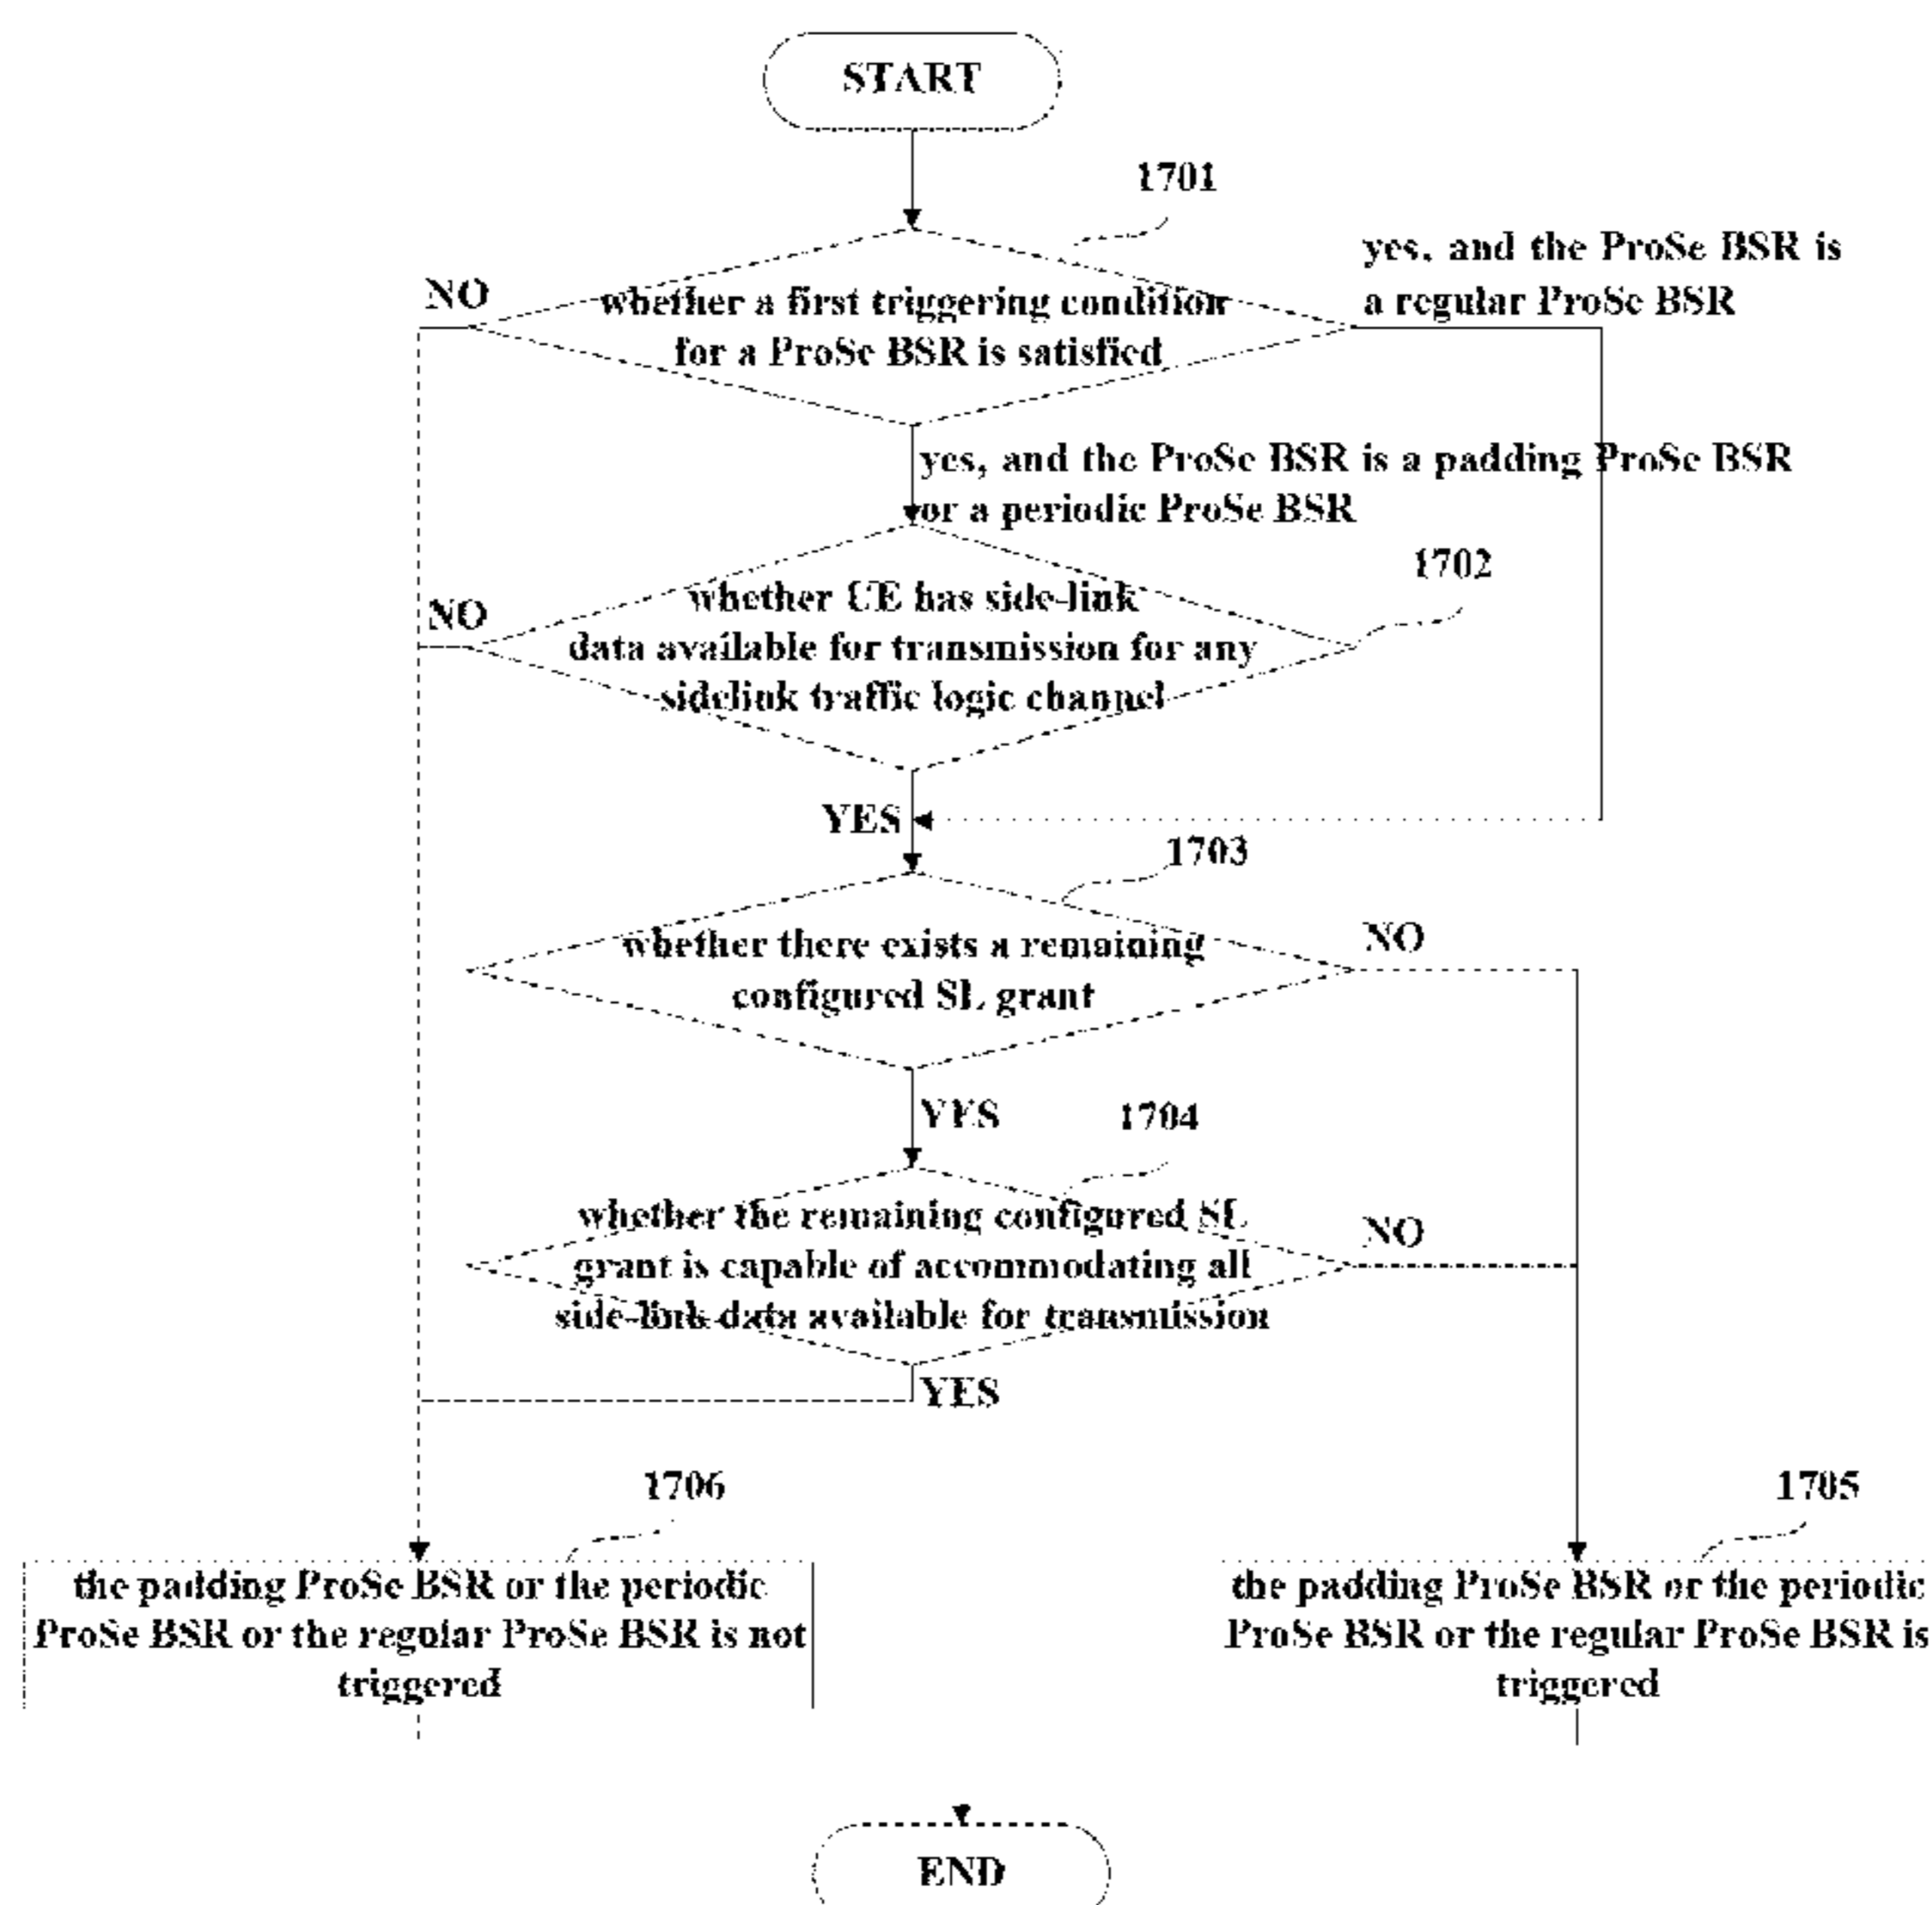 START
1701
yes, and the ProSe BSR is
a regular ProSe BSR
NO
whether a first triggering condition
for a ProSe BSR is satisfied
yes, and the ProSe BSR is a padding ProSe BSR
or a periodic ProSe BSR
1702
NO
whether UE has side-link
data available for transmission for any
sidelink traffic logic channel
YES
1703
whether there exists a remaining
configured SL grant
NO
YES
1704
whether the remaining configured SL
grant is capable of accommodating all
side-link data available for transmission
NO
YES
1706
1705
the padding ProSe BSR or the periodic
ProSe BSR or the regular ProSe BSR is not
triggered
the padding ProSe BSR or the periodic
ProSe BSR or the regular ProSe BSR is
triggered
END